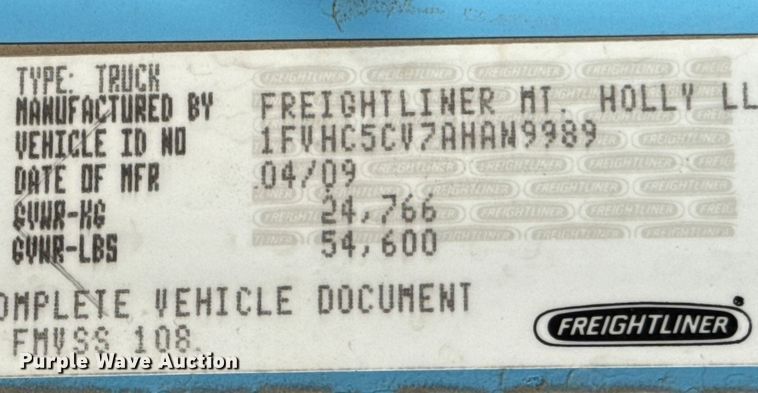 TYPE: TRUCK
MANUFACTURED BY FREIGHTLINER MT. HOLLY LL
VEHICLE ID NO 1FVHC5CV7AHAN9989
DATE OF MFR 04/09
GVWR-KG 24,766
GVWR-LBS 54,600
OMPLETE VEHICLE DOCUMENT
FMVSS 108.
FREIGHTLINER
Purple Wave Auction